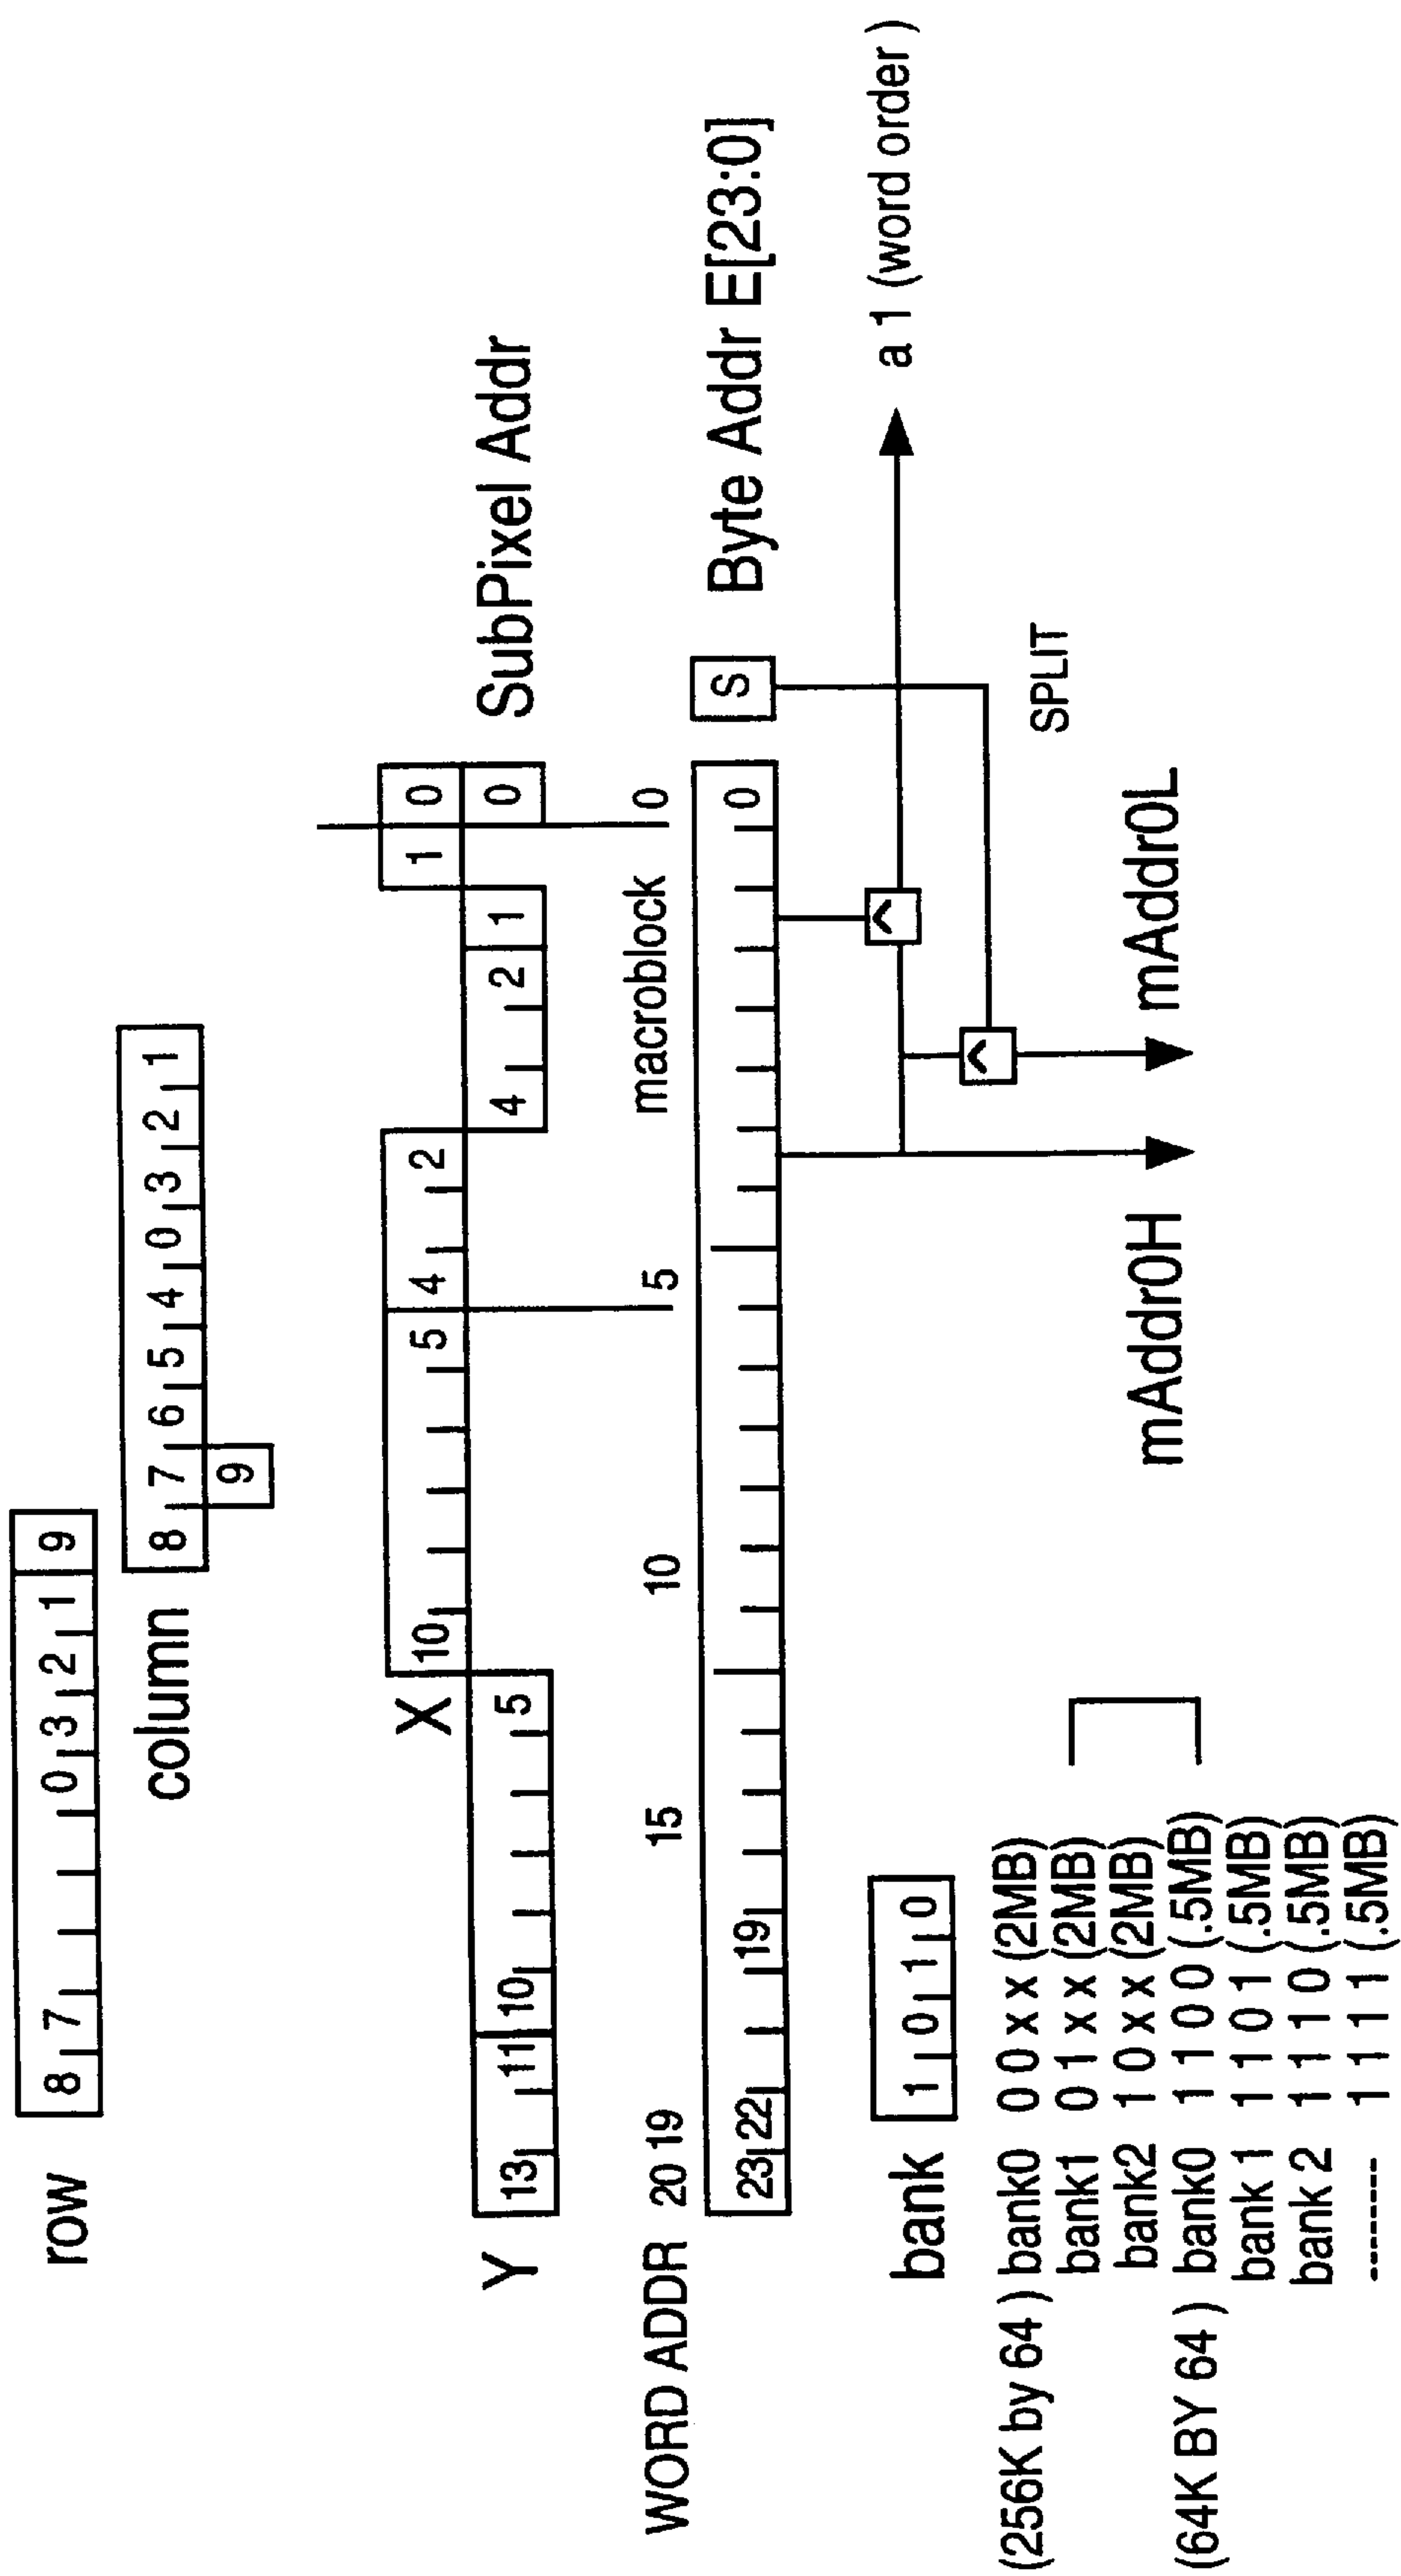 row 8 7 0 3 2 1 9
column 8 7 6 5 4 0 3 2 1
9
X 10 5 4 2 1 0
Y 13 11 10 5 4 2 1 0 SubPixel Addr
WORD ADDR 20 19 15 10 5 macroblock 0
23 22 19 0 S Byte Addr E[23:0]
bank 1 0 1 0
< a 1 (word order )
<
SPLIT
mAddr0H mAddr0L
(256K by 64 ) bank0 0 0 x x (2MB)
bank1 0 1 x x (2MB)
bank2 1 0 x x (2MB)
(64K BY 64 ) bank0 1 1 0 0 (.5MB)
bank 1 1 1 0 1 (.5MB)
bank 2 1 1 1 0 (.5MB)
------- 1 1 1 1 (.5MB)